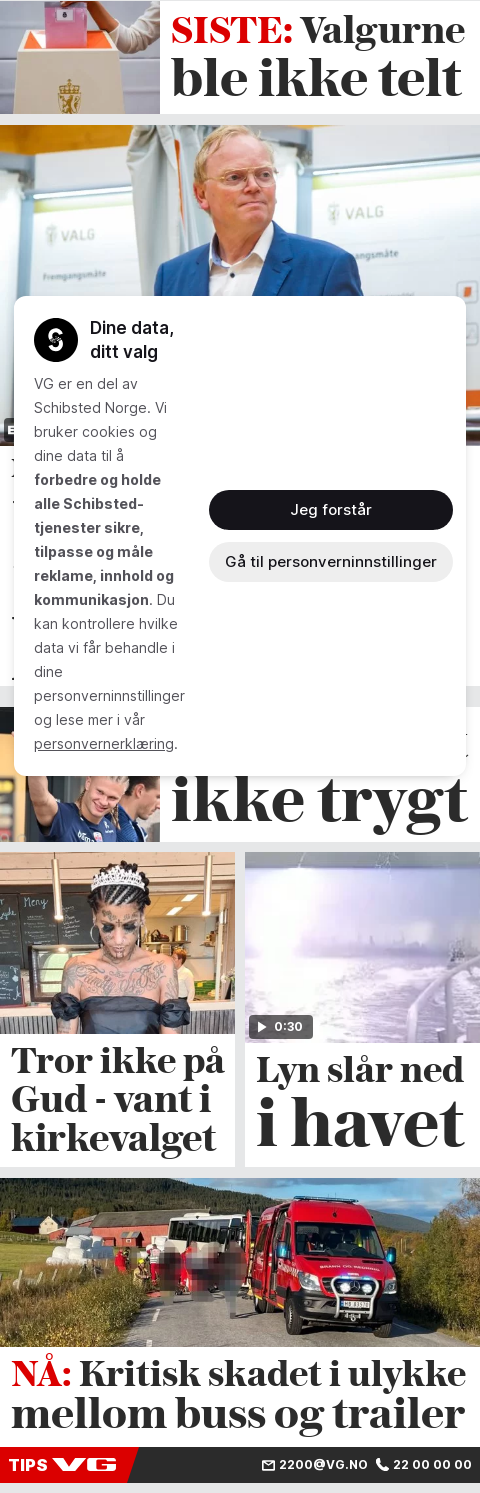 SISTE: Valgurne
ble ikke telt
VALG
Fremgangsmåte
VALG
Fremgangsmåte
Dine data,
ditt valg
VG er en del av
Schibsted Norge. Vi
bruker cookies og
dine data til å
forbedre og holde
alle Schibsted-
tjenester sikre,
tilpasse og måle
reklame, innhold og
kommunikasjon. Du
kan kontrollere hvilke
data vi får behandle i
dine
personverninnstillinger
og lese mer i vår
personvernerklæring.
Jeg forstår
Gå til personverninnstillinger
ikke trygt
Meny
0:30
Tror ikke på
Gud - vant i
kirkevalget
Lyn slår ned
i havet
NÅ: Kritisk skadet i ulykke
mellom buss og trailer
TIPS VG 2200@VG.NO 22 00 00 00